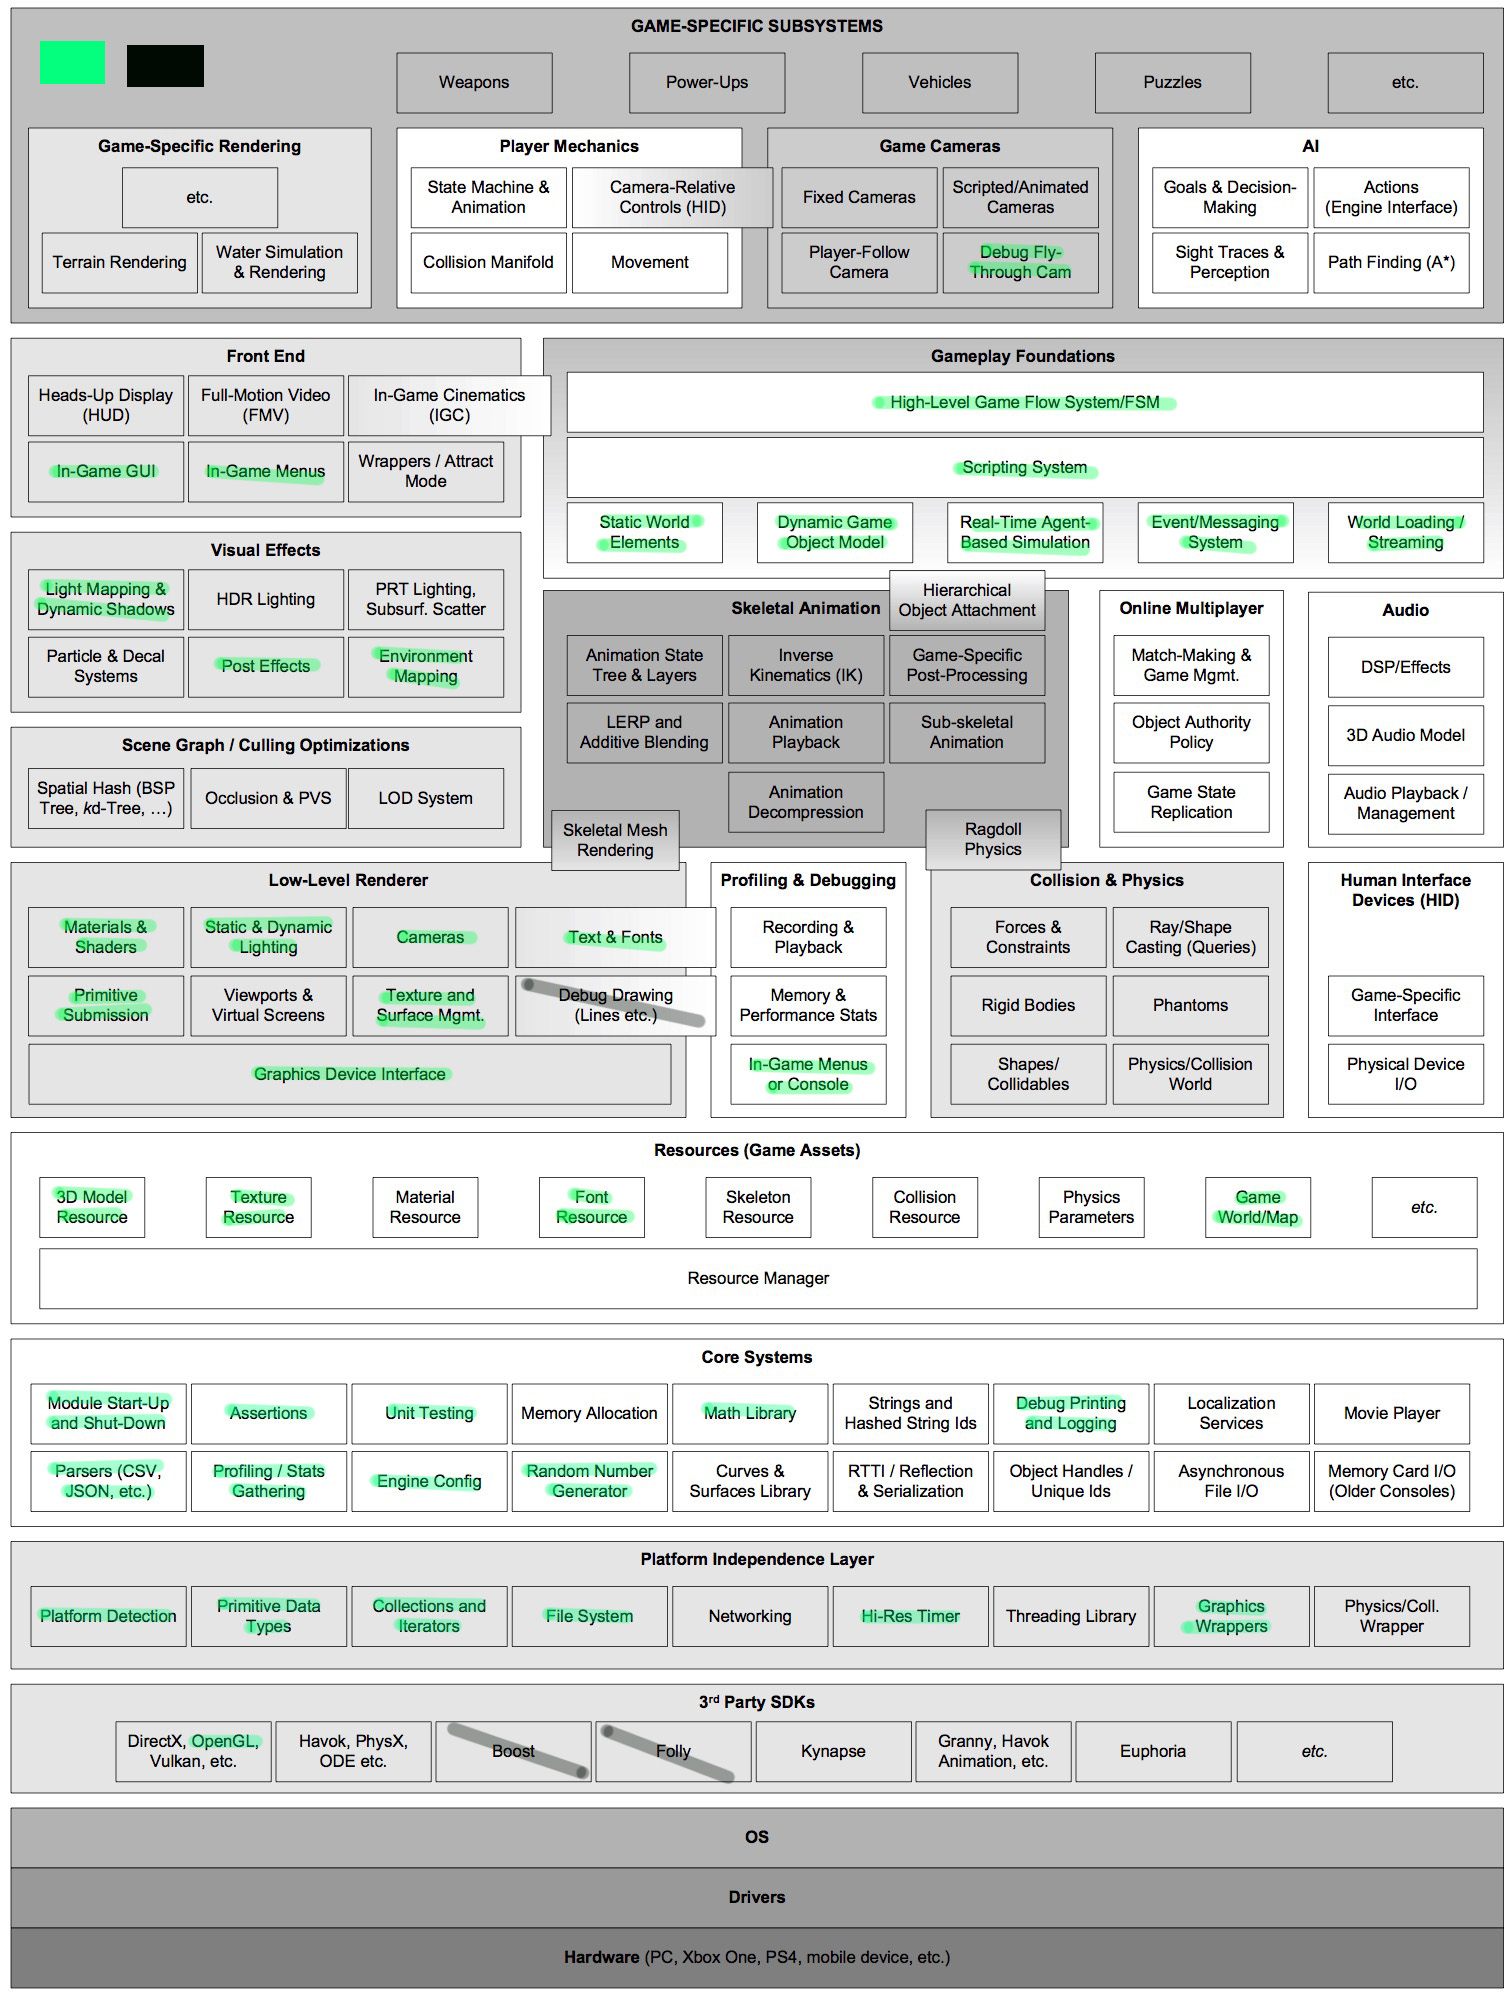 GAME-SPECIFIC SUBSYSTEMS
Weapons
Power-Ups
Vehicles
Puzzles
etc.
Game-Specific Rendering
etc.
Terrain Rendering
Water Simulation
& Rendering
Player Mechanics
State Machine &
Animation
Camera-Relative
Controls (HID)
Collision Manifold
Movement
Game Cameras
Fixed Cameras
Scripted/Animated
Cameras
Player-Follow
Camera
Debug Fly-
Through Cam
AI
Goals & Decision-
Making
Actions
(Engine Interface)
Sight Traces &
Perception
Path Finding (A*)
Front End
Heads-Up Display
(HUD)
Full-Motion Video
(FMV)
In-Game Cinematics
(IGC)
In-Game GUI
In-Game Menus
Wrappers / Attract
Mode
Gameplay Foundations
High-Level Game Flow System/FSM
Scripting System
Static World
Elements
Dynamic Game
Object Model
Real-Time Agent-
Based Simulation
Event/Messaging
System
World Loading /
Streaming
Visual Effects
Light Mapping &
Dynamic Shadows
HDR Lighting
PRT Lighting,
Subsurf. Scatter
Particle & Decal
Systems
Post Effects
Environment
Mapping
Skeletal Animation
Hierarchical
Object Attachment
Animation State
Tree & Layers
Inverse
Kinematics (IK)
Game-Specific
Post-Processing
LERP and
Additive Blending
Animation
Playback
Sub-skeletal
Animation
Animation
Decompression
Skeletal Mesh
Rendering
Ragdoll
Physics
Online Multiplayer
Match-Making &
Game Mgmt.
Object Authority
Policy
Game State
Replication
Audio
DSP/Effects
3D Audio Model
Audio Playback /
Management
Scene Graph / Culling Optimizations
Spatial Hash (BSP
Tree, kd-Tree, …)
Occlusion & PVS
LOD System
Low-Level Renderer
Materials &
Shaders
Static & Dynamic
Lighting
Cameras
Text & Fonts
Primitive
Submission
Viewports &
Virtual Screens
Texture and
Surface Mgmt.
Debug Drawing
(Lines etc.)
Graphics Device Interface
Profiling & Debugging
Recording &
Playback
Memory &
Performance Stats
In-Game Menus
or Console
Collision & Physics
Forces &
Constraints
Ray/Shape
Casting (Queries)
Rigid Bodies
Phantoms
Shapes/
Collidables
Physics/Collision
World
Human Interface
Devices (HID)
Game-Specific
Interface
Physical Device
I/O
Resources (Game Assets)
3D Model
Resource
Texture
Resource
Material
Resource
Font
Resource
Skeleton
Resource
Collision
Resource
Physics
Parameters
Game
World/Map
etc.
Resource Manager
Core Systems
Module Start-Up
and Shut-Down
Assertions
Unit Testing
Memory Allocation
Math Library
Strings and
Hashed String Ids
Debug Printing
and Logging
Localization
Services
Movie Player
Parsers (CSV,
JSON, etc.)
Profiling / Stats
Gathering
Engine Config
Random Number
Generator
Curves &
Surfaces Library
RTTI / Reflection
& Serialization
Object Handles /
Unique Ids
Asynchronous
File I/O
Memory Card I/O
(Older Consoles)
Platform Independence Layer
Platform Detection
Primitive Data
Types
Collections and
Iterators
File System
Networking
Hi-Res Timer
Threading Library
Graphics
Wrappers
Physics/Coll.
Wrapper
3rd Party SDKs
DirectX, OpenGL,
Vulkan, etc.
Havok, PhysX,
ODE etc.
Boost
Folly
Kynapse
Granny, Havok
Animation, etc.
Euphoria
etc.
OS
Drivers
Hardware (PC, Xbox One, PS4, mobile device, etc.)